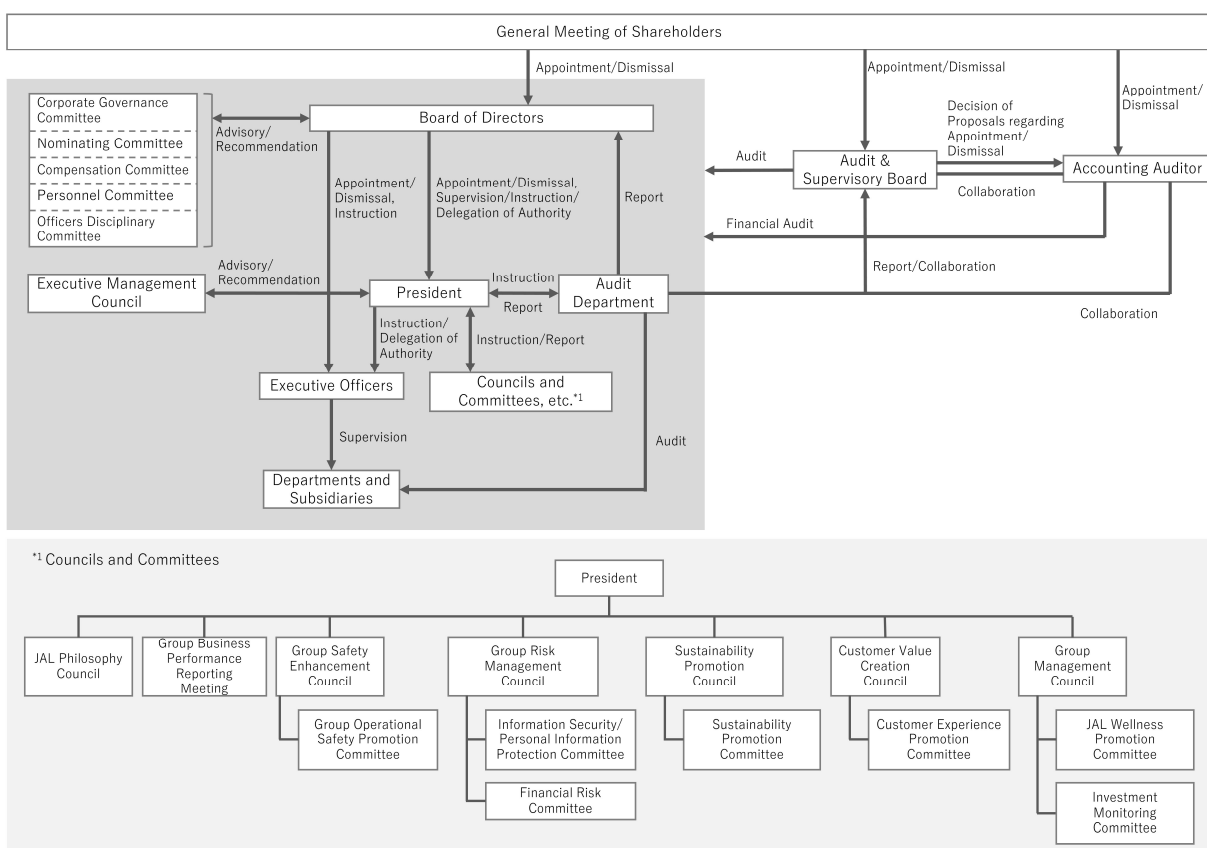 General Meeting of Shareholders
Appointment/Dismissal
Appointment/Dismissal
Appointment/
Dismissal
Corporate Governance
Committee
Nominating Committee
Compensation Committee
Personnel Committee
Officers Disciplinary
Committee
Advisory/
Recommendation
Board of Directors
Decision of
Proposals regarding
Appointment/
Dismissal
Audit
Audit &
Supervisory Board
Accounting Auditor
Collaboration
Appointment/
Dismissal,
Instruction
Appointment/Dismissal,
Supervision/Instruction/
Delegation of Authority
Report
Financial Audit
Report/Collaboration
Executive Management
Council
Advisory/
Recommendation
President
Instruction
Report
Audit
Department
Collaboration
Instruction/
Delegation of
Authority
Instruction/Report
Executive Officers
Councils and
Committees, etc.*1
Supervision
Audit
Departments and
Subsidiaries
*1 Councils and Committees
President
JAL Philosophy
Council
Group Business
Performance
Reporting
Meeting
Group Safety
Enhancement
Council
Group Risk
Management
Council
Sustainability
Promotion
Council
Customer Value
Creation
Council
Group
Management
Council
Group Operational
Safety Promotion
Committee
Information Security/
Personal Information
Protection Committee
Financial Risk
Committee
Sustainability
Promotion
Committee
Customer Experience
Promotion
Committee
JAL Wellness
Promotion
Committee
Investment
Monitoring
Committee